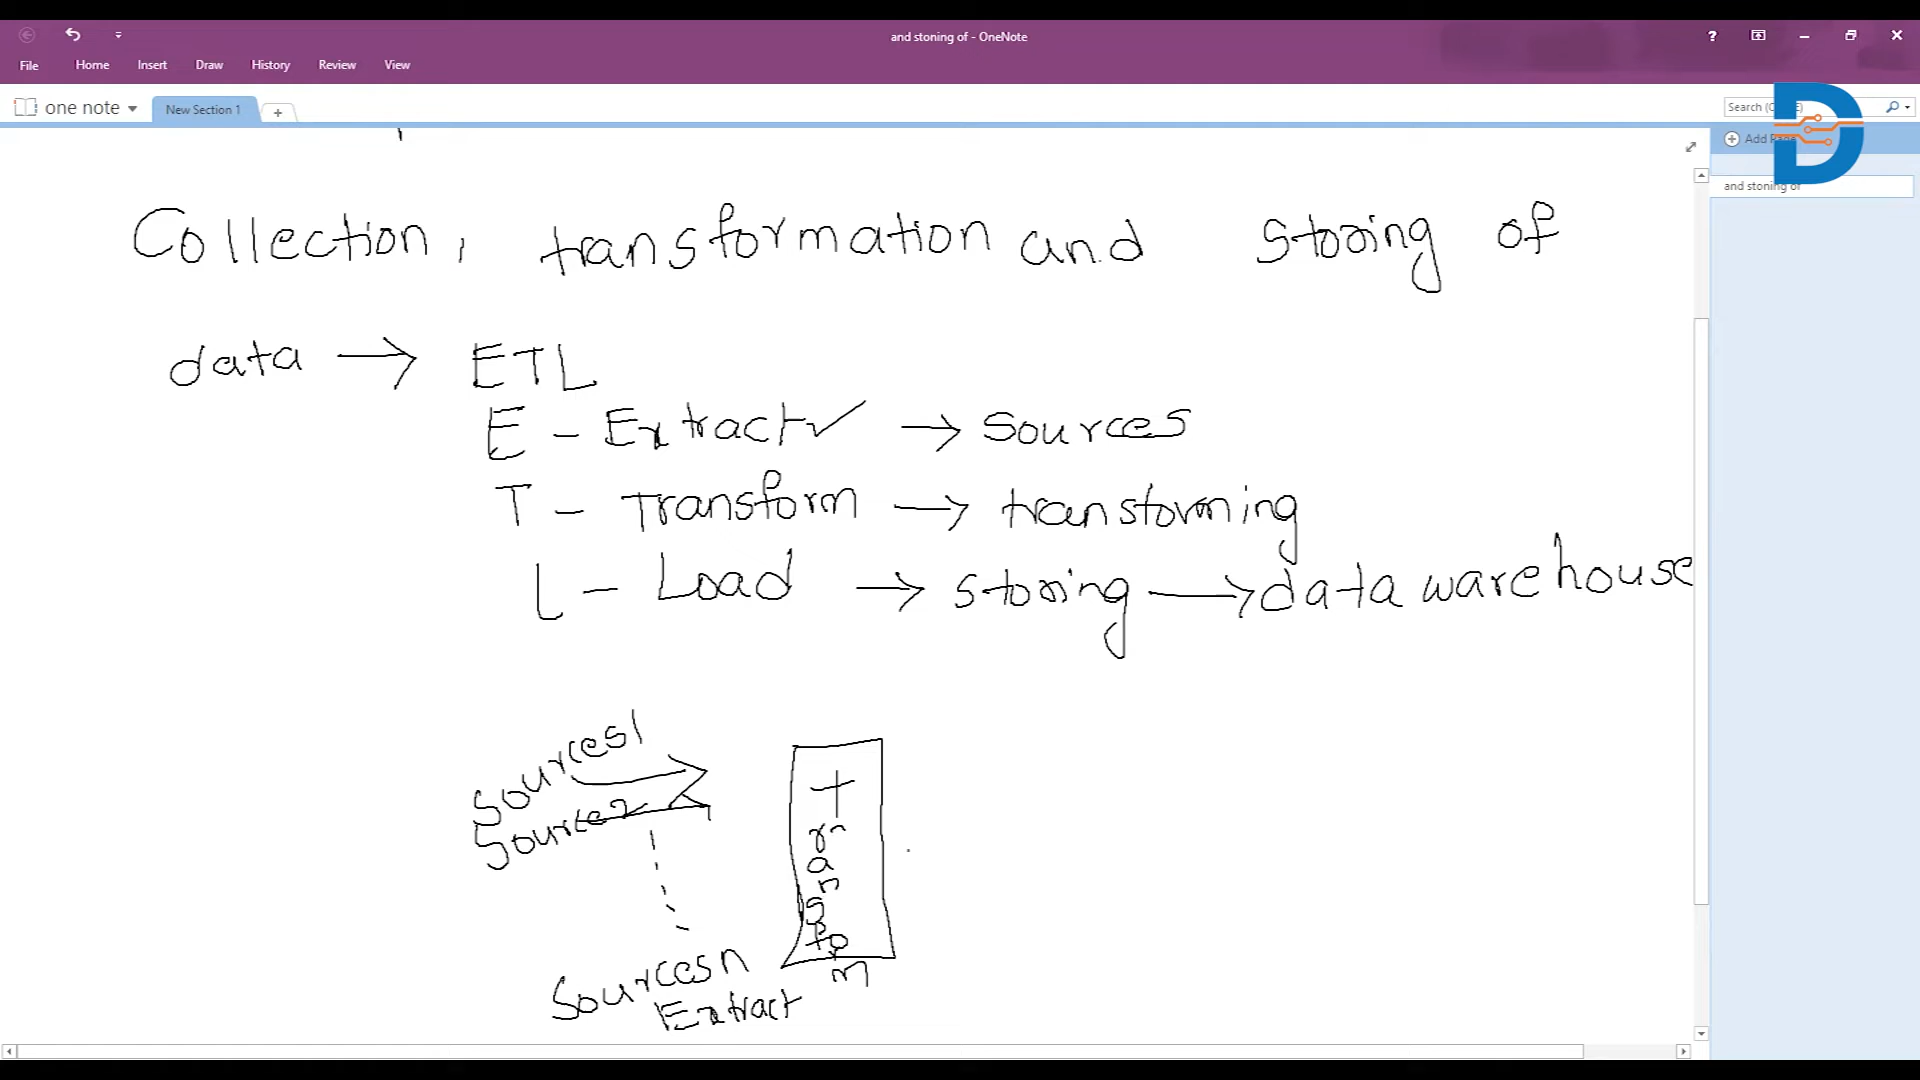 and stoning of - OneNote
File Home Insert Draw History Review View
one note New Section 1
Search (C
Add Page
and stoning of
Collection, transformation and storing of
data → ETL
E – Extract ✓ → Sources
T – Transform → transforming
L – Load → storing → data warehouse
Sources1
Source2
Transform
Sourcesn
Extract